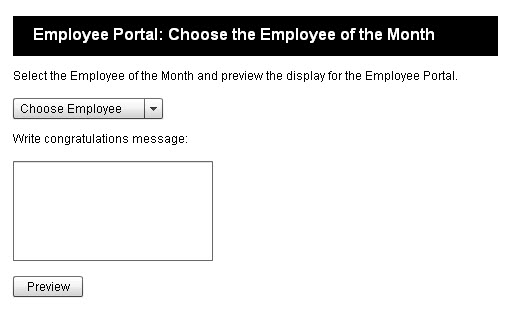 Employee Portal: Choose the Employee of the Month
Select the Employee of the Month and preview the display for the Employee Portal.
Choose Employee
Write congratulations message:
Preview